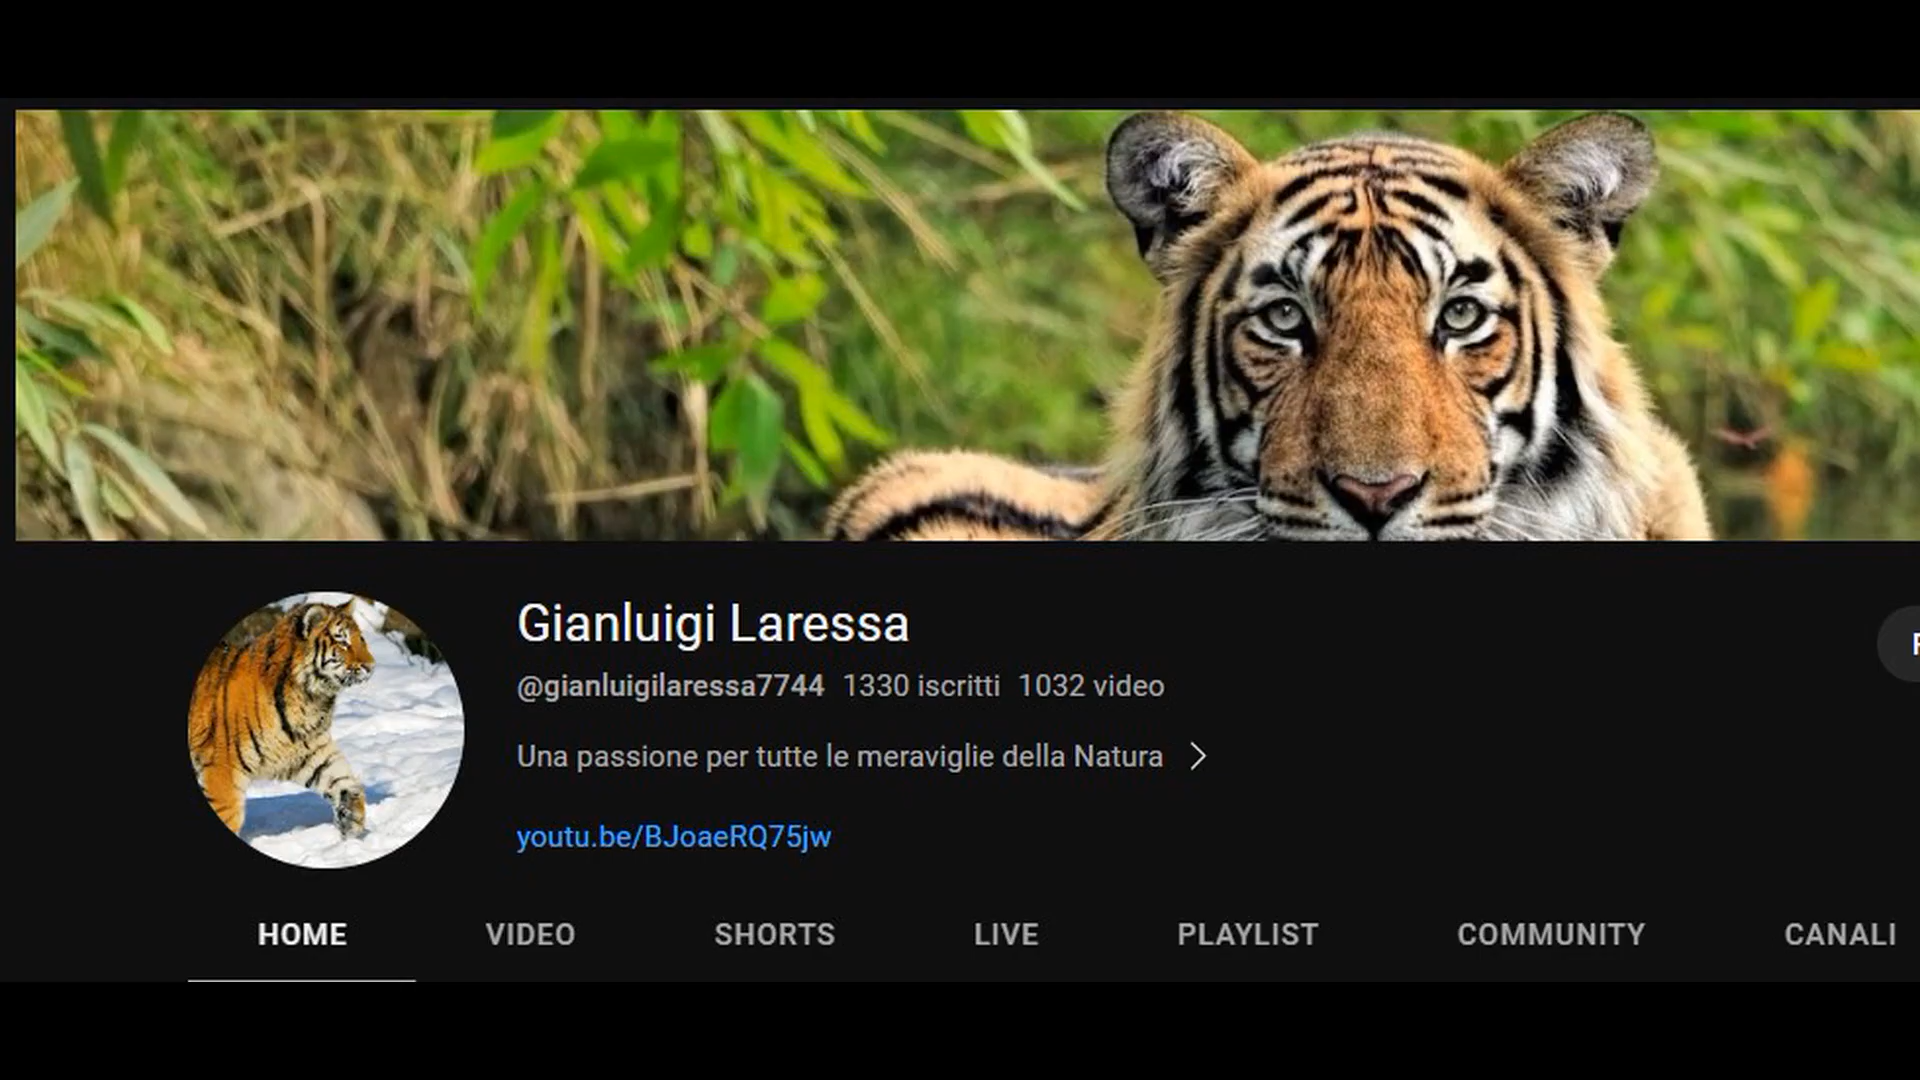 Gianluigi Laressa
@gianluigilaressa7744 1330 iscritti 1032 video
Una passione per tutte le meraviglie della Natura
youtu.be/BJoaeRQ75jw
HOME VIDEO SHORTS LIVE PLAYLIST COMMUNITY CANALI